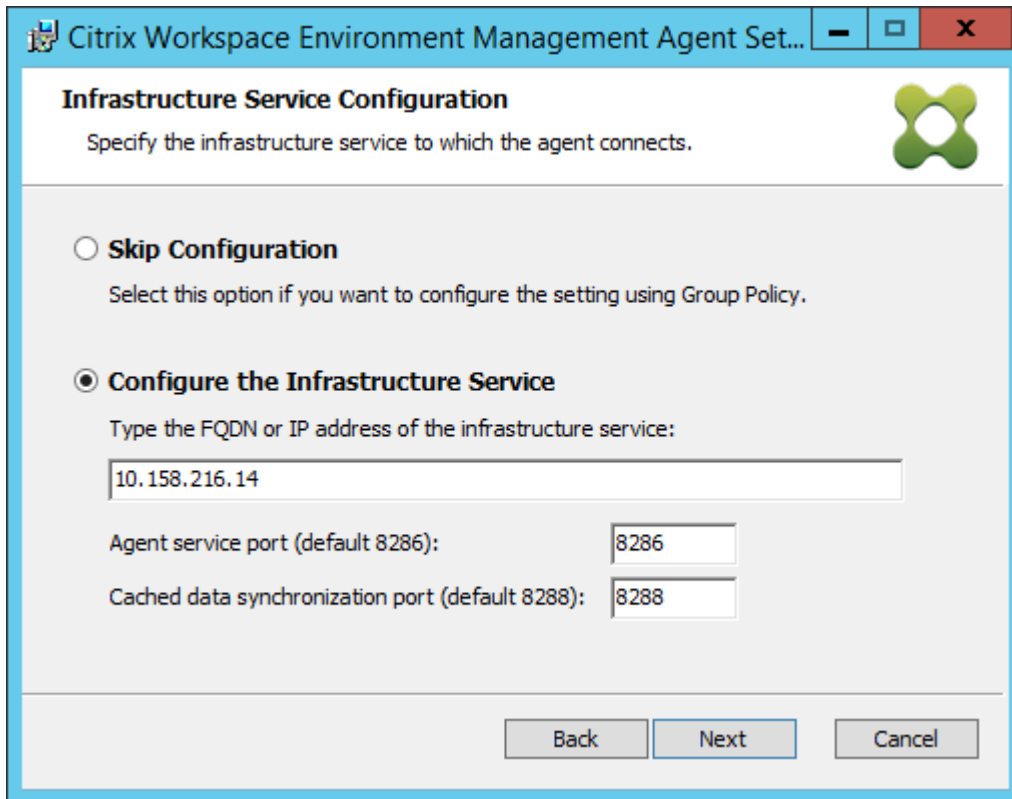 Citrix Workspace Environment Management Agent Set...
Infrastructure Service Configuration
Specify the infrastructure service to which the agent connects.
Skip Configuration
Select this option if you want to configure the setting using Group Policy.
Configure the Infrastructure Service
Type the FQDN or IP address of the infrastructure service:
10.158.216.14
Agent service port (default 8286): 8286
Cached data synchronization port (default 8288): 8288
Back Next Cancel